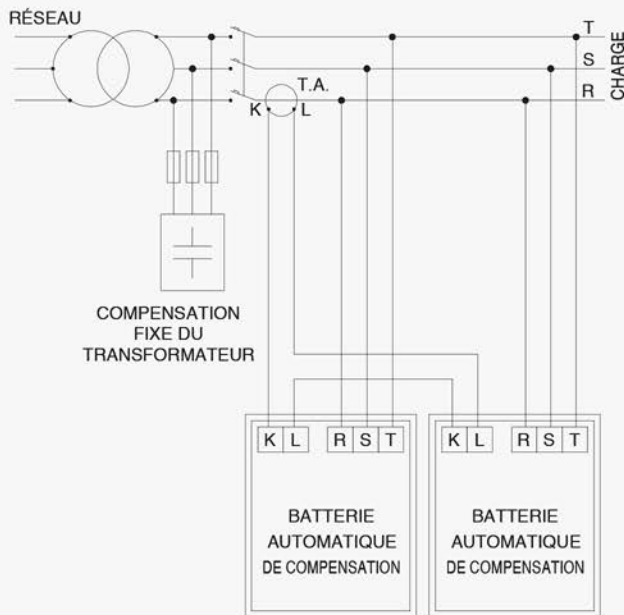 RÉSEAU
T
S
R
CHARGE
T.A.
K L
COMPENSATION
FIXE DU
TRANSFORMATEUR
K L R S T
BATTERIE
AUTOMATIQUE
DE COMPENSATION
K L R S T
BATTERIE
AUTOMATIQUE
DE COMPENSATION